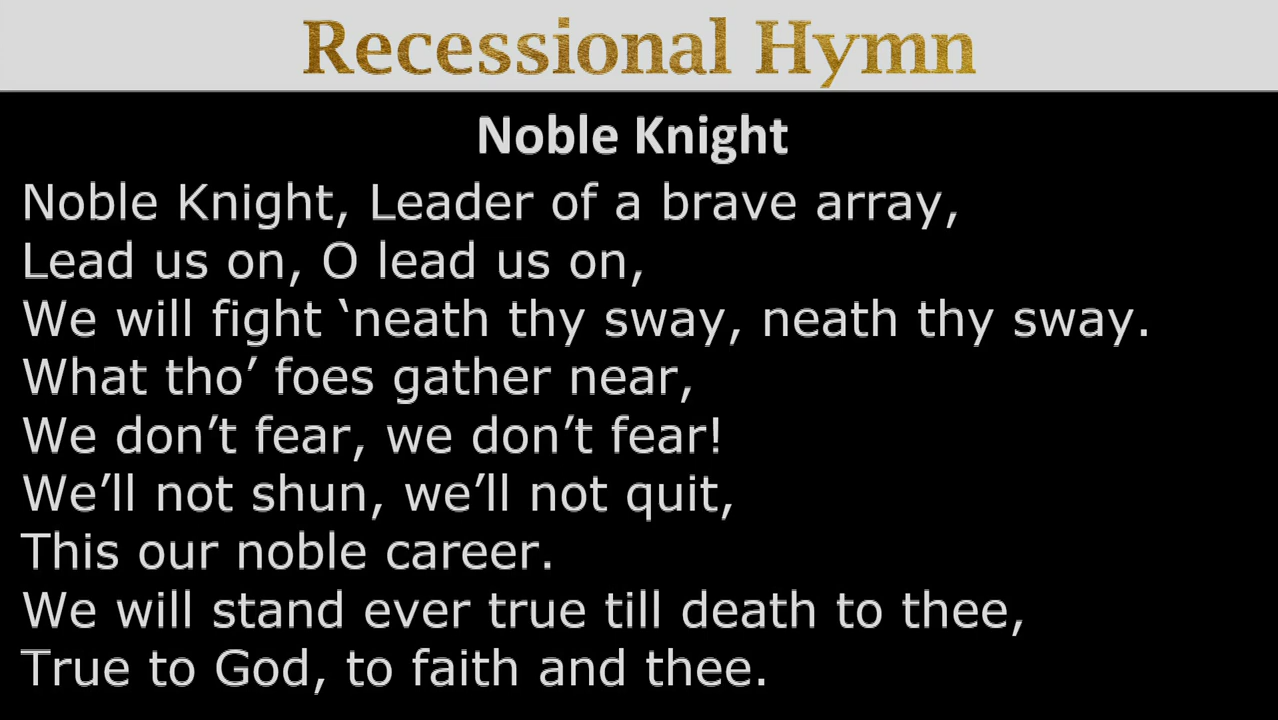 Recessional Hymn
Noble Knight
Noble Knight, Leader of a brave array,
Lead us on, O lead us on,
We will fight ‘neath thy sway, neath thy sway.
What tho’ foes gather near,
We don’t fear, we don’t fear!
We’ll not shun, we’ll not quit,
This our noble career.
We will stand ever true till death to thee,
True to God, to faith and thee.